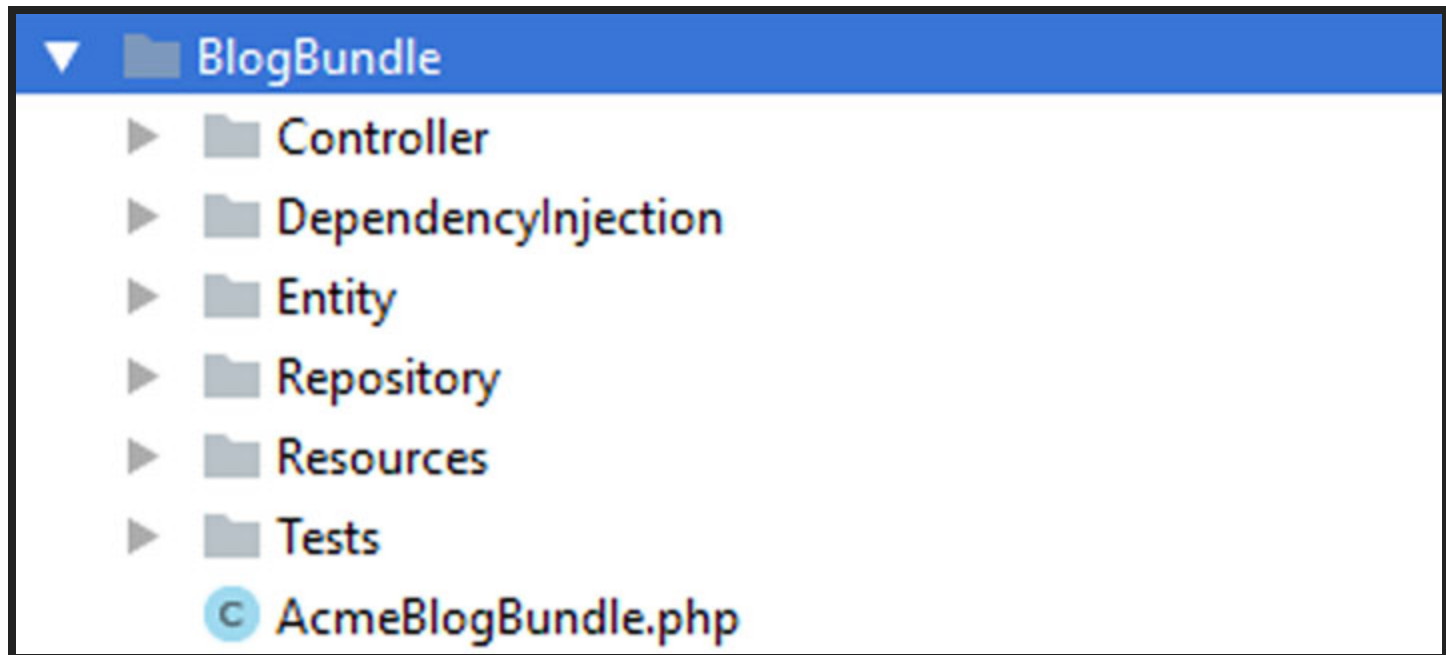 BlogBundle
Controller
DependencyInjection
Entity
Repository
Resources
Tests
C AcmeBlogBundle.php